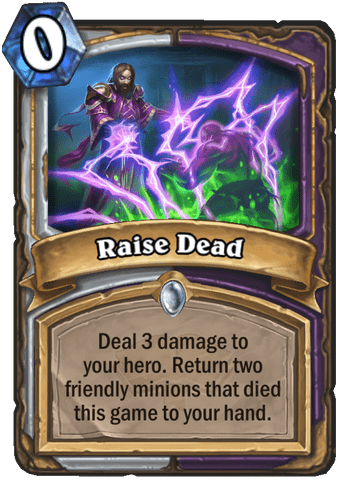 0
Raise Dead
Deal 3 damage to
your hero. Return two
friendly minions that died
this game to your hand.